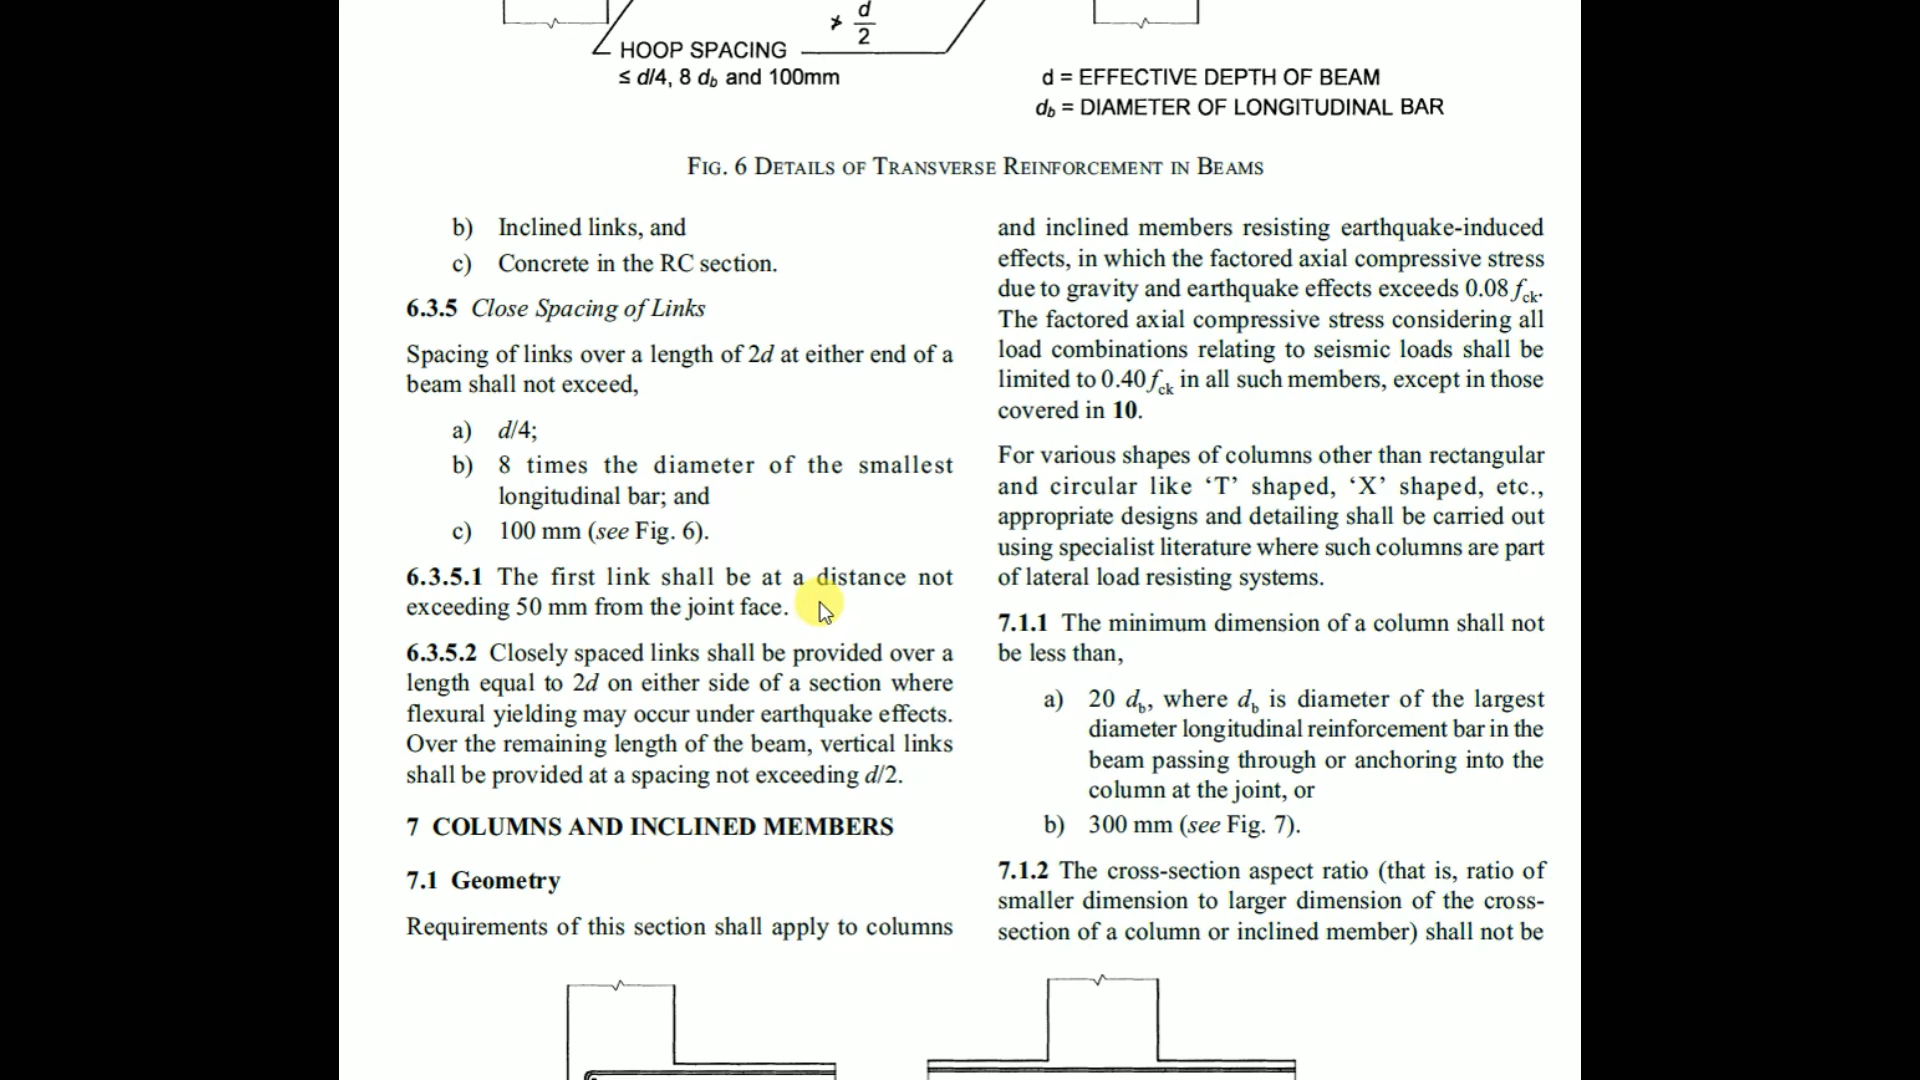 ≯ d/2
HOOP SPACING
≤ d/4, 8 db and 100mm
d = EFFECTIVE DEPTH OF BEAM
db = DIAMETER OF LONGITUDINAL BAR
FIG. 6 DETAILS OF TRANSVERSE REINFORCEMENT IN BEAMS
b) Inclined links, and
c) Concrete in the RC section.
6.3.5 Close Spacing of Links
Spacing of links over a length of 2d at either end of a
beam shall not exceed,
a) d/4;
b) 8 times the diameter of the smallest
longitudinal bar; and
c) 100 mm (see Fig. 6).
6.3.5.1 The first link shall be at a distance not
exceeding 50 mm from the joint face.
6.3.5.2 Closely spaced links shall be provided over a
length equal to 2d on either side of a section where
flexural yielding may occur under earthquake effects.
Over the remaining length of the beam, vertical links
shall be provided at a spacing not exceeding d/2.
7 COLUMNS AND INCLINED MEMBERS
7.1 Geometry
Requirements of this section shall apply to columns
and inclined members resisting earthquake-induced
effects, in which the factored axial compressive stress
due to gravity and earthquake effects exceeds 0.08 fck.
The factored axial compressive stress considering all
load combinations relating to seismic loads shall be
limited to 0.40 fck in all such members, except in those
covered in 10.
For various shapes of columns other than rectangular
and circular like ‘T’ shaped, ‘X’ shaped, etc.,
appropriate designs and detailing shall be carried out
using specialist literature where such columns are part
of lateral load resisting systems.
7.1.1 The minimum dimension of a column shall not
be less than,
a) 20 db, where db is diameter of the largest
diameter longitudinal reinforcement bar in the
beam passing through or anchoring into the
column at the joint, or
b) 300 mm (see Fig. 7).
7.1.2 The cross-section aspect ratio (that is, ratio of
smaller dimension to larger dimension of the cross-
section of a column or inclined member) shall not be